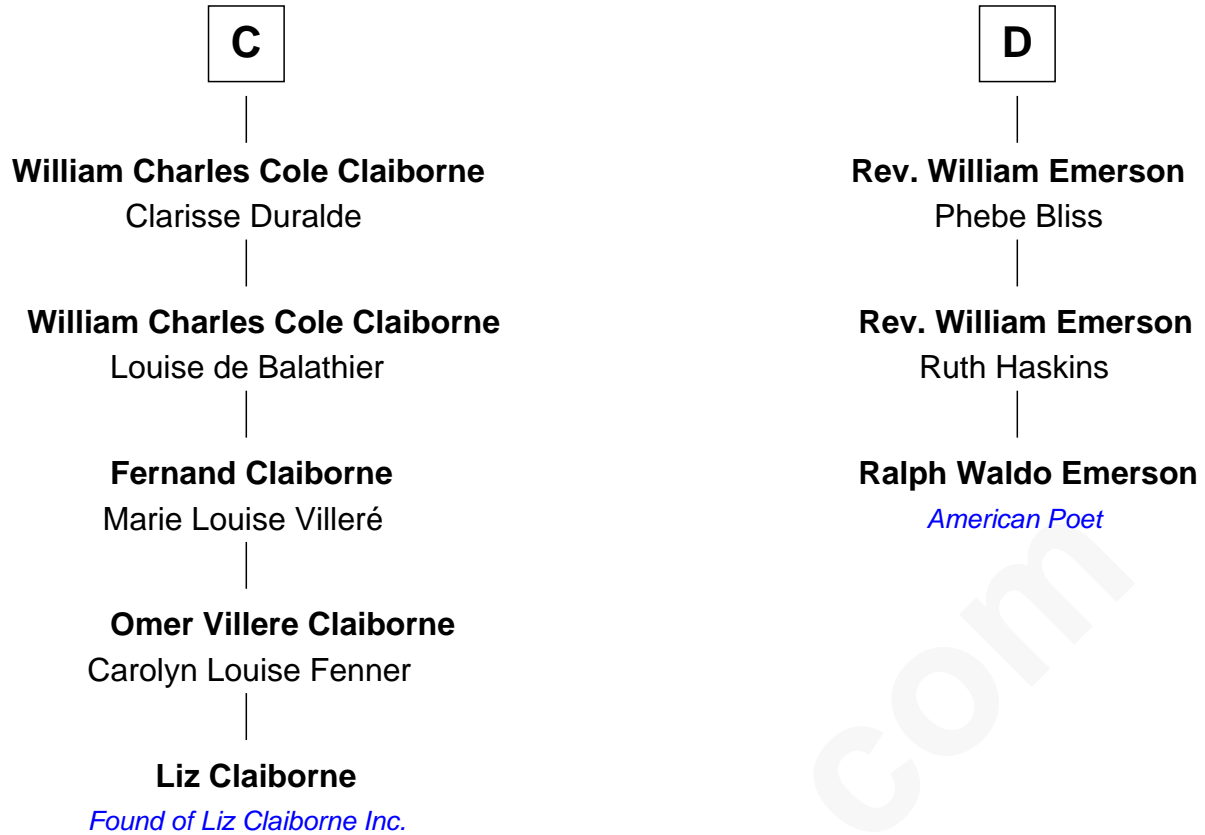 C
William Charles Cole Claiborne
Clarisse Duralde
William Charles Cole Claiborne
Louise de Balathier
Fernand Claiborne
Marie Louise Villeré
Omer Villere Claiborne
Carolyn Louise Fenner
Liz Claiborne
Found of Liz Claiborne Inc.
D
Rev. William Emerson
Phebe Bliss
Rev. William Emerson
Ruth Haskins
Ralph Waldo Emerson
American Poet
com